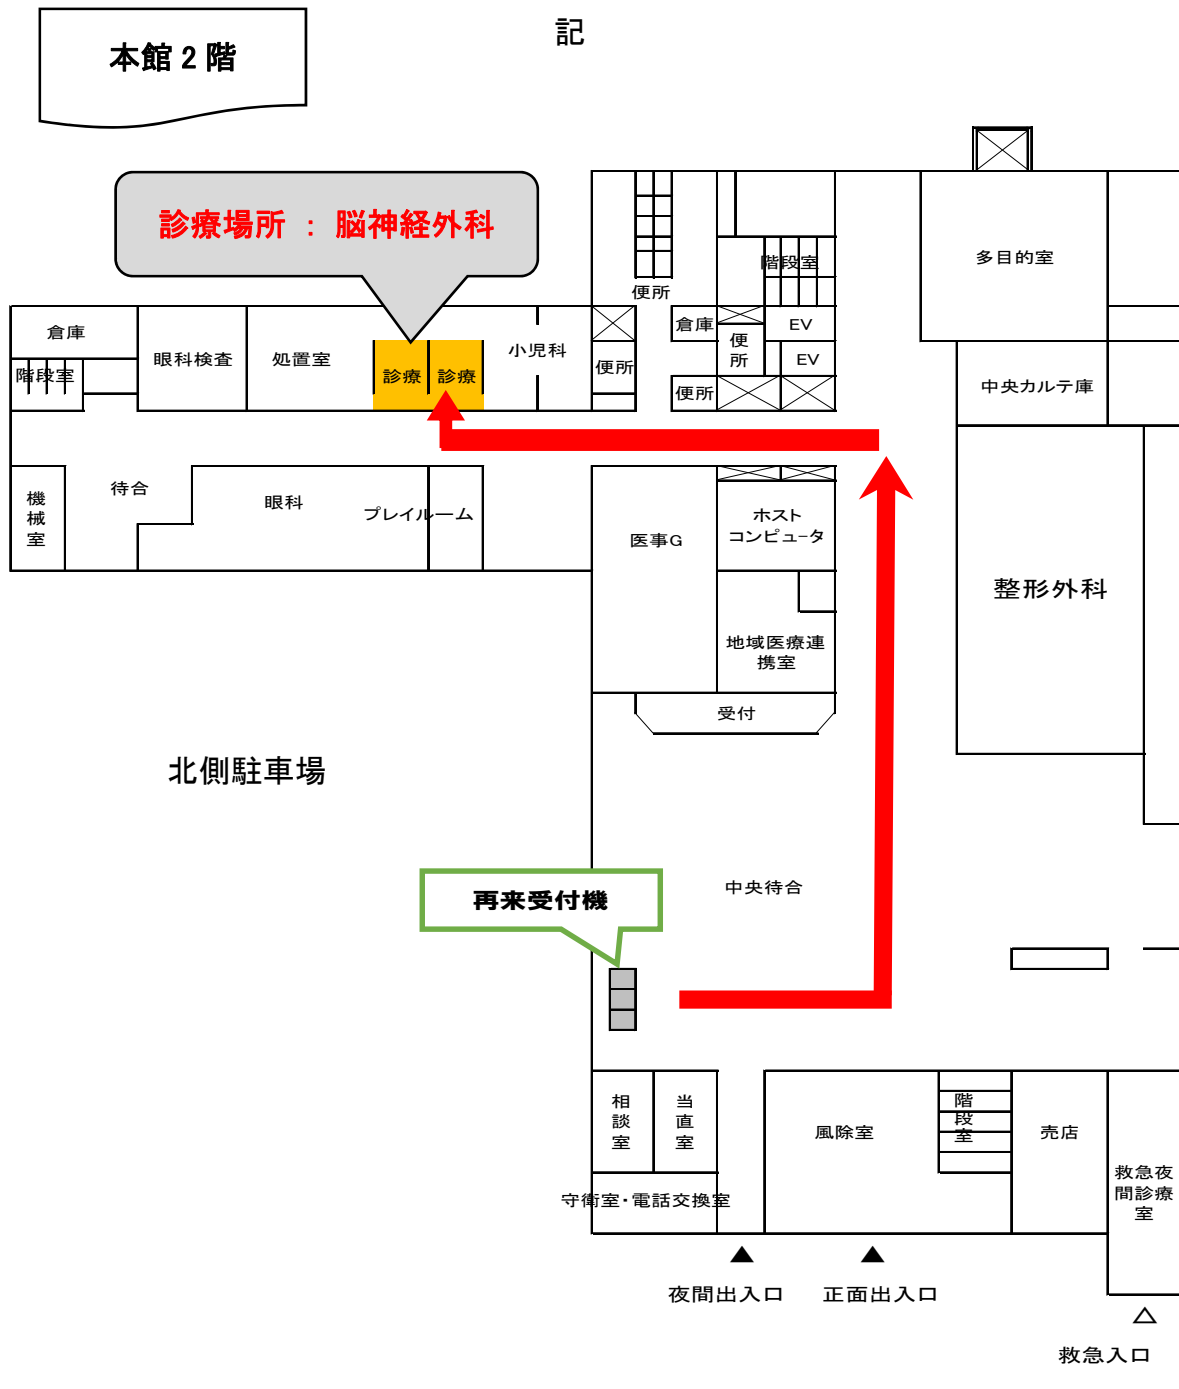 記
本館2階
診療場所 : 脳神経外科
多目的室
階段室
便所
倉庫
EV
便
所
EV
倉庫
階段室
眼科検査
処置室
診療
診療
小児科
便所
便所
中央カルテ庫
機
械
室
待合
眼科
プレイルーム
医事G
ホスト
コンピュータ
整形外科
地域医療連
携室
受付
北側駐車場
中央待合
再来受付機
相
談
室
当
直
室
風除室
階
段
室
売店
救急夜
間診療
室
守衛室・電話交換室
夜間出入口
正面出入口
救急入口